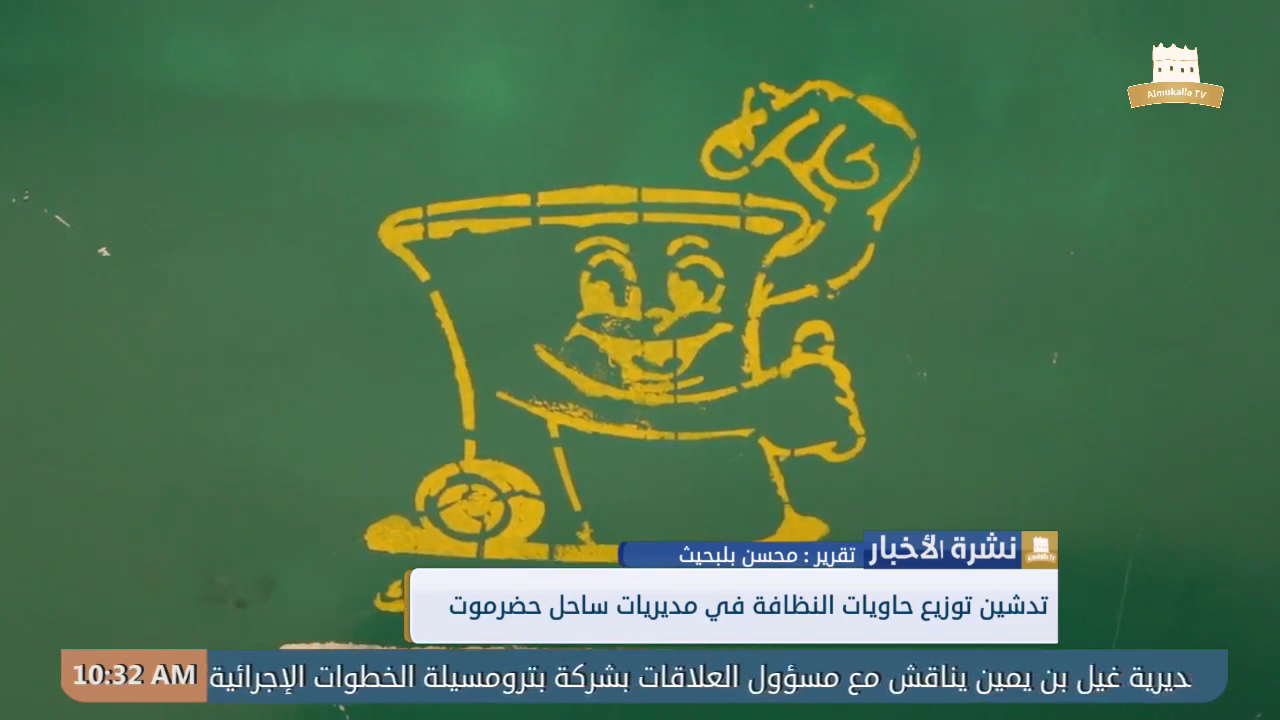 Almukalla TV
نشرة الأخبار
تقرير : محسن بلبحيث
تدشين توزيع حاويات النظافة في مديريات ساحل حضرموت
ديرية غيل بن يمين يناقش مع مسؤول العلاقات بشركة بترومسيلة الخطوات الإجرائية
10:32 AM